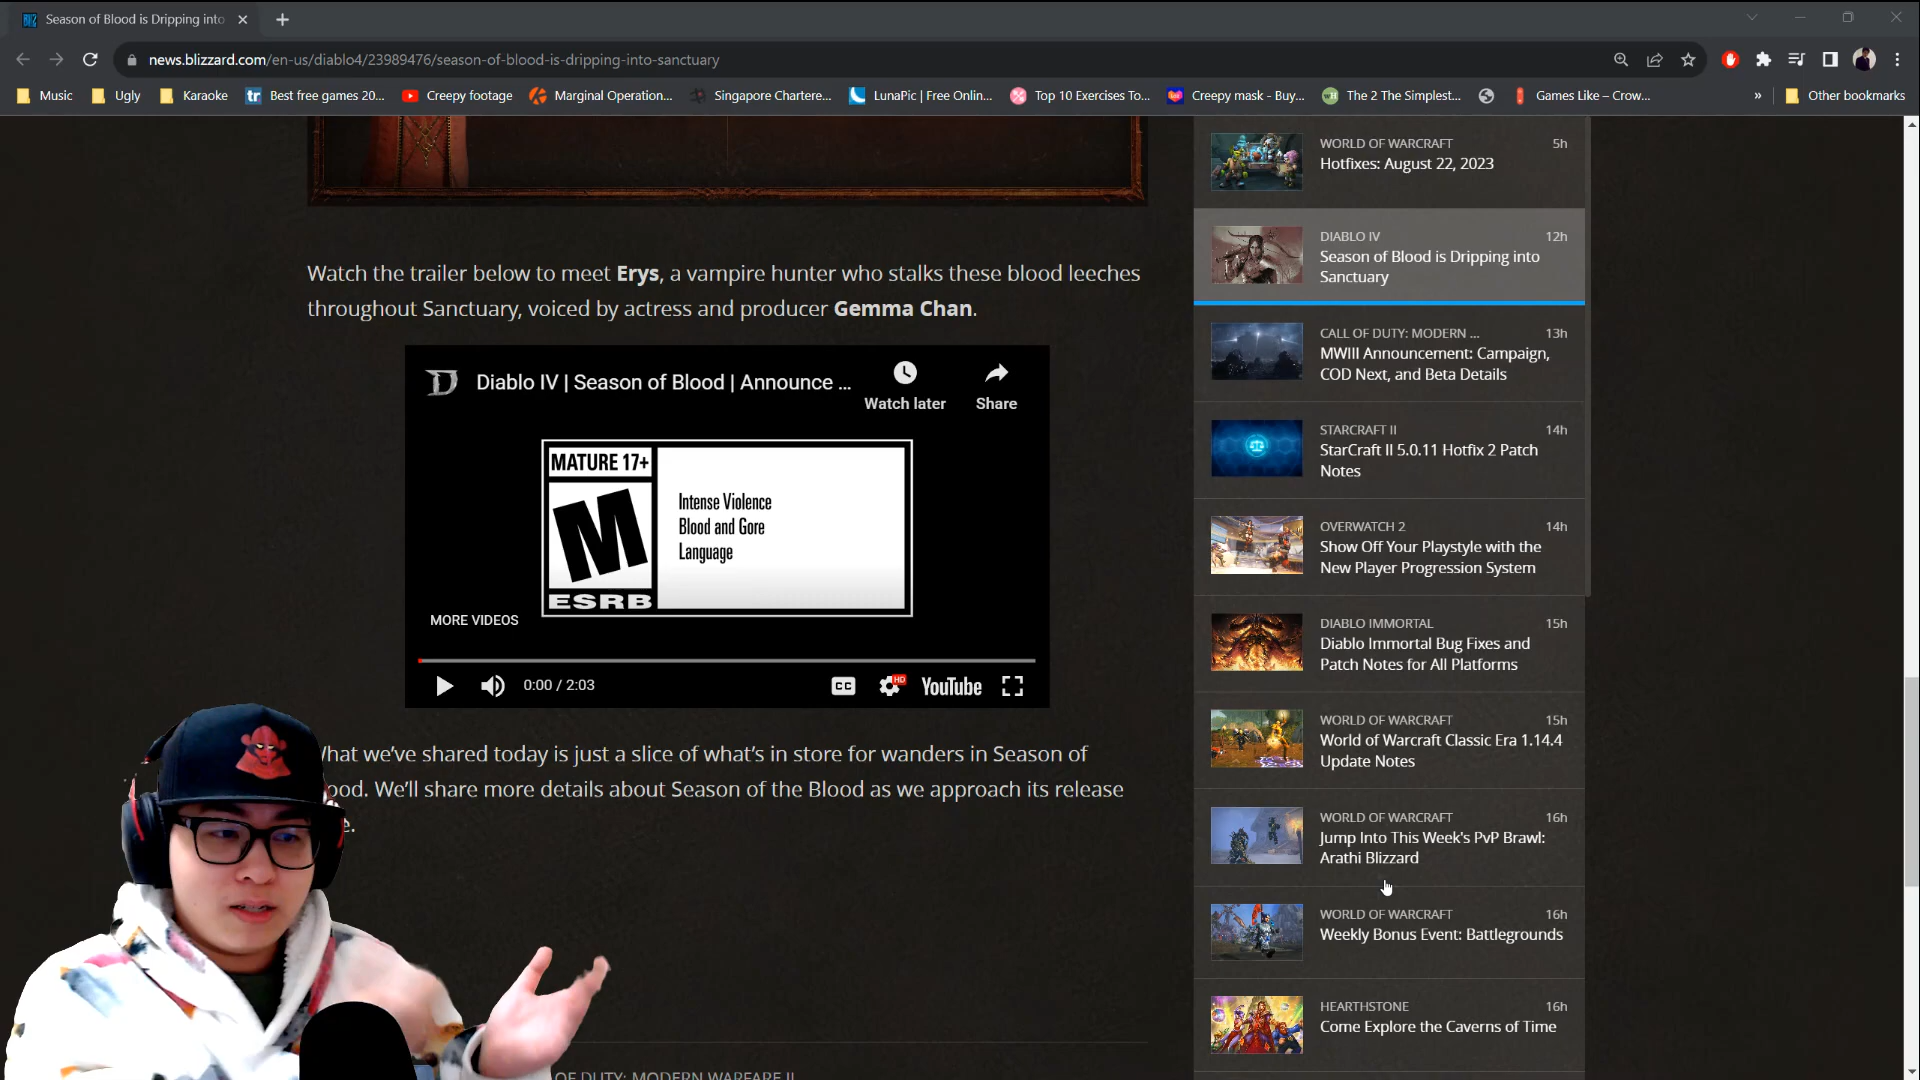 Season of Blood is Dripping into
news.blizzard.com/en-us/diablo4/23989476/season-of-blood-is-dripping-into-sanctuary
Music
Ugly
Karaoke
tr Best free games 20...
Creepy footage
Marginal Operation...
Singapore Chartere...
LunaPic | Free Onlin...
Top 10 Exercises To...
Creepy mask - Buy...
wH The 2 The Simplest...
Games Like – Crow...
»
Other bookmarks
Watch the trailer below to meet Erys, a vampire hunter who stalks these blood leeches
throughout Sanctuary, voiced by actress and producer Gemma Chan.
Diablo IV | Season of Blood | Announce ...
Watch later
Share
MATURE 17+
M
ESRB
Intense Violence
Blood and Gore
Language
MORE VIDEOS
0:00 / 2:03
CC
HD
YouTube
hat we've shared today is just a slice of what's in store for wanders in Season of
ood. We'll share more details about Season of the Blood as we approach its release
e.
OF DUTY: MODERN WARFARE II
WORLD OF WARCRAFT 5h
Hotfixes: August 22, 2023
DIABLO IV 12h
Season of Blood is Dripping into
Sanctuary
CALL OF DUTY: MODERN ... 13h
MWIII Announcement: Campaign,
COD Next, and Beta Details
STARCRAFT II 14h
StarCraft II 5.0.11 Hotfix 2 Patch
Notes
OVERWATCH 2 14h
Show Off Your Playstyle with the
New Player Progression System
DIABLO IMMORTAL 15h
Diablo Immortal Bug Fixes and
Patch Notes for All Platforms
WORLD OF WARCRAFT 15h
World of Warcraft Classic Era 1.14.4
Update Notes
WORLD OF WARCRAFT 16h
Jump Into This Week's PvP Brawl:
Arathi Blizzard
WORLD OF WARCRAFT 16h
Weekly Bonus Event: Battlegrounds
HEARTHSTONE 16h
Come Explore the Caverns of Time